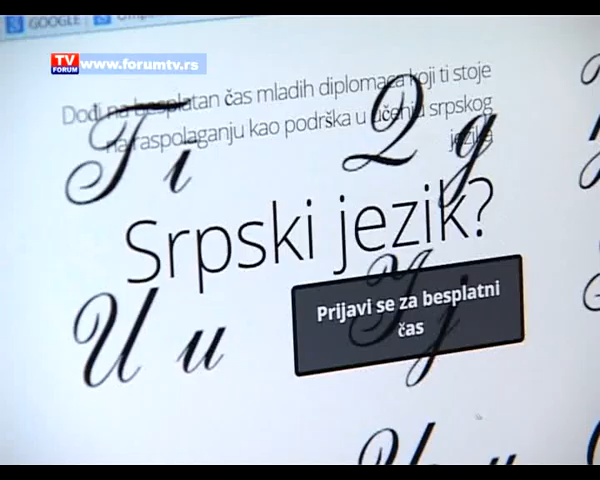 GOOGLE
TV
FORUM
www.forumtv.rs
Dođi na besplatan čas mladih diplomaca koji ti stoje
na raspolaganju kao podrška u učenju srpskog
jezika
Г г Д д
Srpski jezik?
И и Ј ј
Prijavi se za besplatni
čas